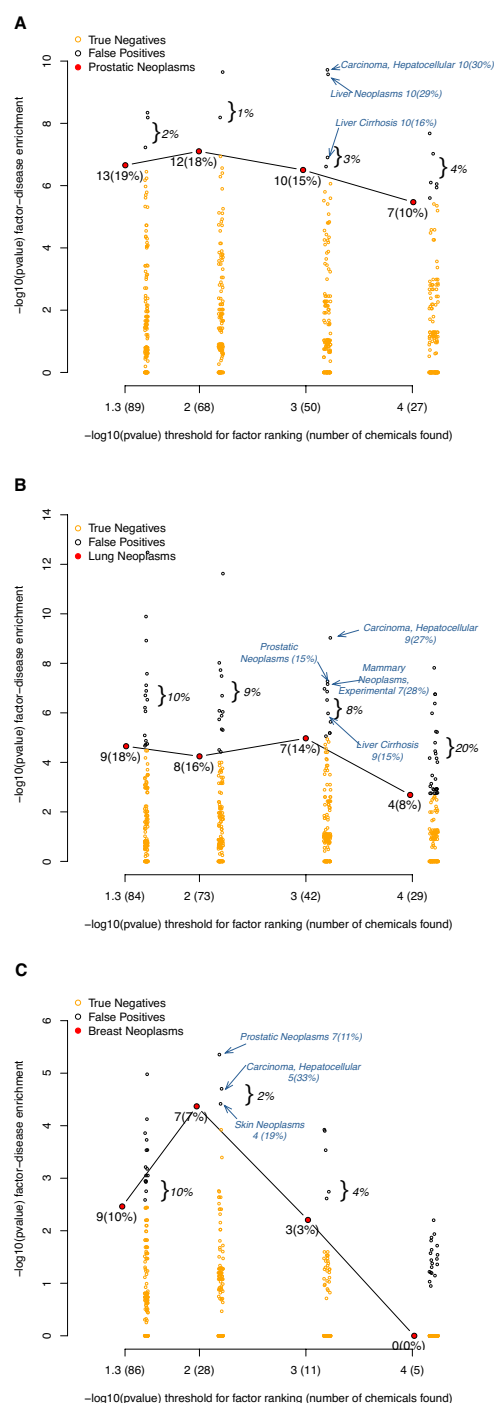 A
True Negatives
False Positives
Prostatic Neoplasms
−log10(pvalue) factor−disease enrichment
10
8
6
4
2
0
Carcinoma, Hepatocellular 10(30%)
Liver Neoplasms 10(29%)
Liver Cirrhosis 10(16%)
2%
1%
3%
4%
13(19%)
12(18%)
10(15%)
7(10%)
1.3 (89)
2 (68)
3 (50)
4 (27)
−log10(pvalue) threshold for factor ranking (number of chemicals found)
B
True Negatives
False Positives
Lung Neoplasms
−log10(pvalue) factor−disease enrichment
14
12
10
8
6
4
2
0
Carcinoma, Hepatocellular
9(27%)
Prostatic
Neoplasms (15%)
Mammary
Neoplasms,
Experimental 7(28%)
Liver Cirrhosis
9(15%)
10%
9%
8%
20%
9(18%)
8(16%)
7(14%)
4(8%)
1.3 (84)
2 (73)
3 (42)
4 (29)
−log10(pvalue) threshold for factor ranking (number of chemicals found)
C
True Negatives
False Positives
Breast Neoplasms
−log10(pvalue) factor−disease enrichment
6
5
4
3
2
1
0
Prostatic Neoplasms 7(11%)
Carcinoma, Hepatocellular
5(33%)
Skin Neoplasms
4 (19%)
10%
2%
4%
9(10%)
7(7%)
3(3%)
0(0%)
1.3 (86)
2 (28)
3 (11)
4 (5)
−log10(pvalue) threshold for factor ranking (number of chemicals found)